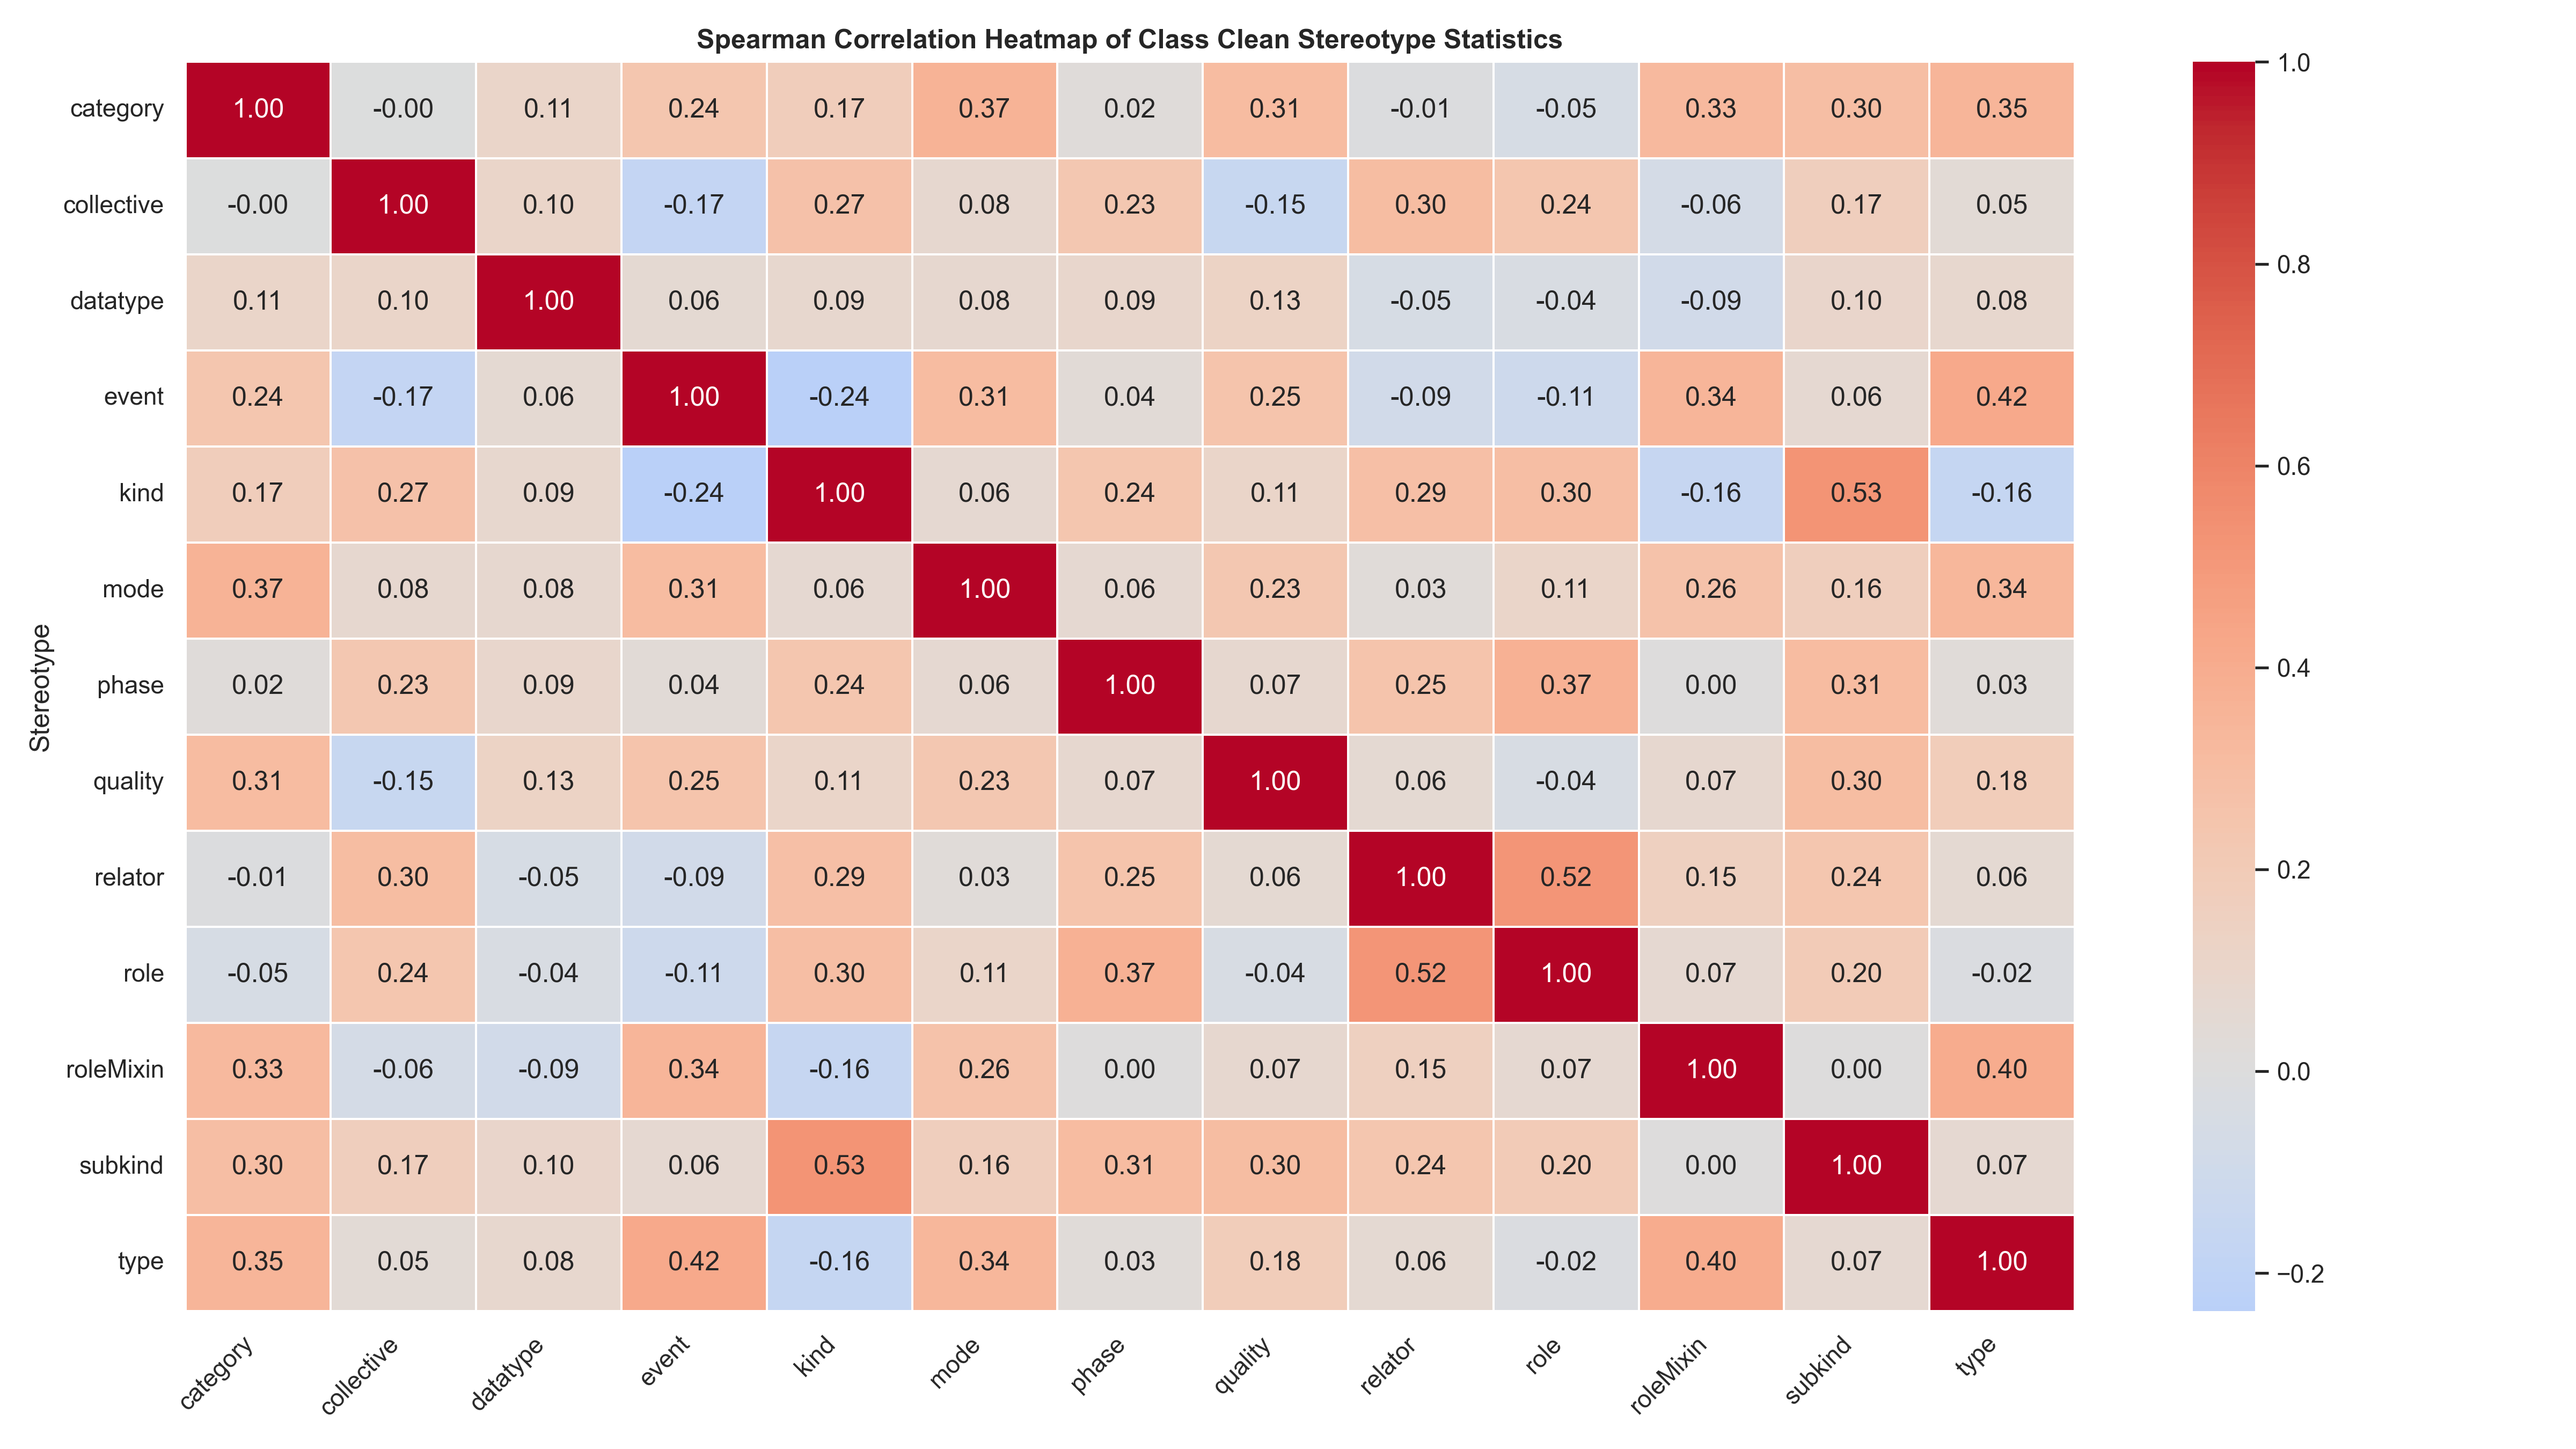 Spearman Correlation Heatmap of Class Clean Stereotype Statistics
Stereotype
category 1.00 -0.00 0.11 0.24 0.17 0.37 0.02 0.31 -0.01 -0.05 0.33 0.30 0.35
collective -0.00 1.00 0.10 -0.17 0.27 0.08 0.23 -0.15 0.30 0.24 -0.06 0.17 0.05
datatype 0.11 0.10 1.00 0.06 0.09 0.08 0.09 0.13 -0.05 -0.04 -0.09 0.10 0.08
event 0.24 -0.17 0.06 1.00 -0.24 0.31 0.04 0.25 -0.09 -0.11 0.34 0.06 0.42
kind 0.17 0.27 0.09 -0.24 1.00 0.06 0.24 0.11 0.29 0.30 -0.16 0.53 -0.16
mode 0.37 0.08 0.08 0.31 0.06 1.00 0.06 0.23 0.03 0.11 0.26 0.16 0.34
phase 0.02 0.23 0.09 0.04 0.24 0.06 1.00 0.07 0.25 0.37 0.00 0.31 0.03
quality 0.31 -0.15 0.13 0.25 0.11 0.23 0.07 1.00 0.06 -0.04 0.07 0.30 0.18
relator -0.01 0.30 -0.05 -0.09 0.29 0.03 0.25 0.06 1.00 0.52 0.15 0.24 0.06
role -0.05 0.24 -0.04 -0.11 0.30 0.11 0.37 -0.04 0.52 1.00 0.07 0.20 -0.02
roleMixin 0.33 -0.06 -0.09 0.34 -0.16 0.26 0.00 0.07 0.15 0.07 1.00 0.00 0.40
subkind 0.30 0.17 0.10 0.06 0.53 0.16 0.31 0.30 0.24 0.20 0.00 1.00 0.07
type 0.35 0.05 0.08 0.42 -0.16 0.34 0.03 0.18 0.06 -0.02 0.40 0.07 1.00
category collective datatype event kind mode phase quality relator role roleMixin subkind type
1.0
0.8
0.6
0.4
0.2
0.0
−0.2